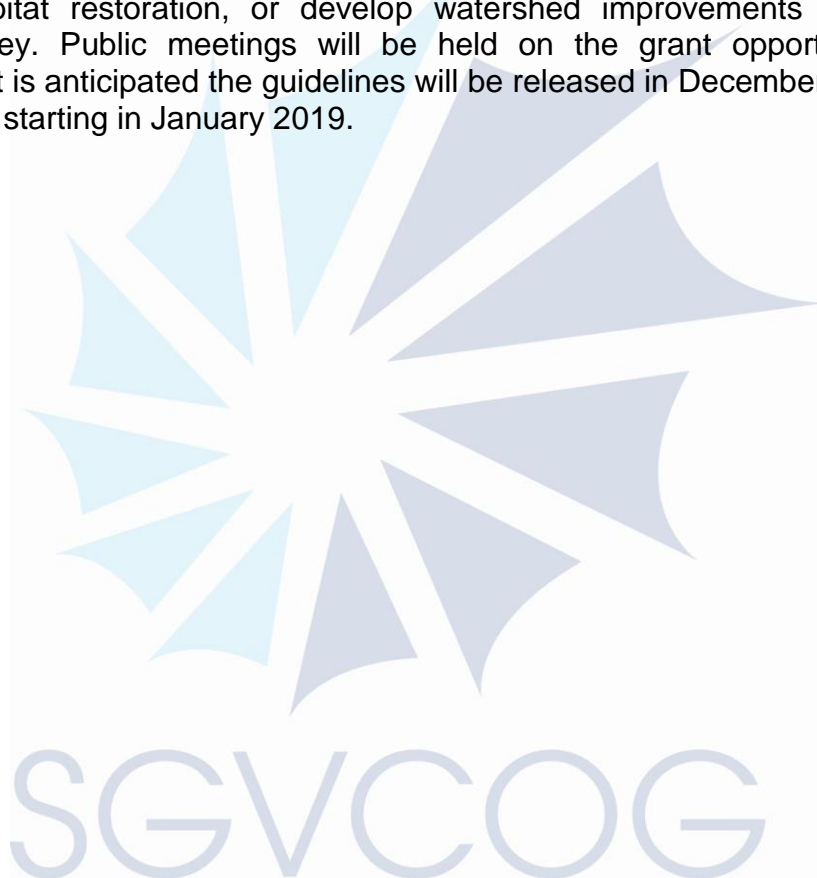 itat restoration, or develop watershed improvements
ey. Public meetings will be held on the grant opport
t is anticipated the guidelines will be released in December
starting in January 2019.
SGVCOG